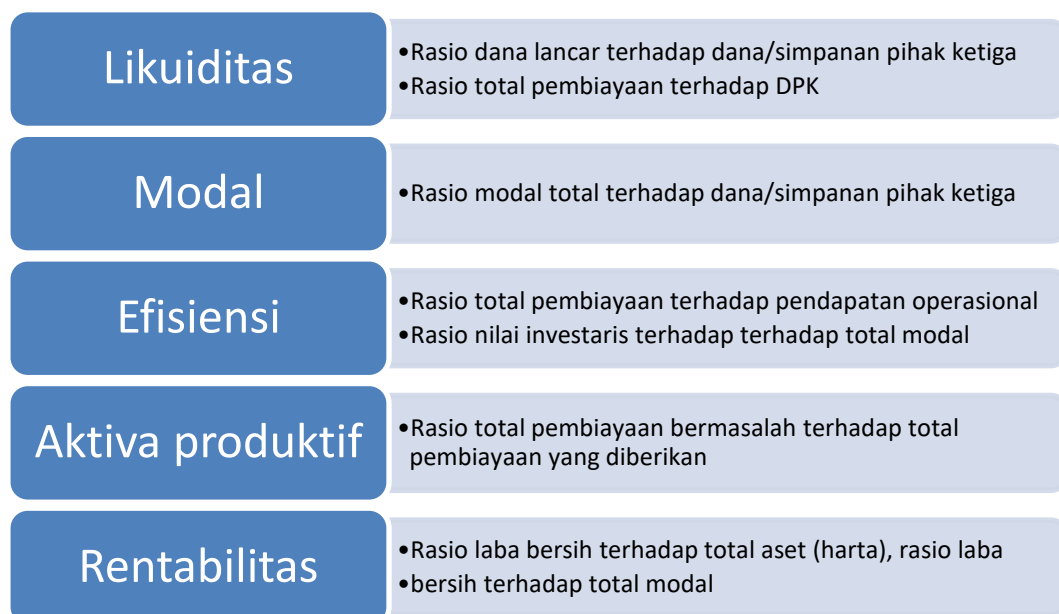 Likuiditas
•Rasio dana lancar terhadap dana/simpanan pihak ketiga
•Rasio total pembiayaan terhadap DPK
Modal
•Rasio modal total terhadap dana/simpanan pihak ketiga
Efisiensi
•Rasio total pembiayaan terhadap pendapatan operasional
•Rasio nilai investaris terhadap terhadap total modal
Aktiva produktif
•Rasio total pembiayaan bermasalah terhadap total
pembiayaan yang diberikan
Rentabilitas
•Rasio laba bersih terhadap total aset (harta), rasio laba
•bersih terhadap total modal